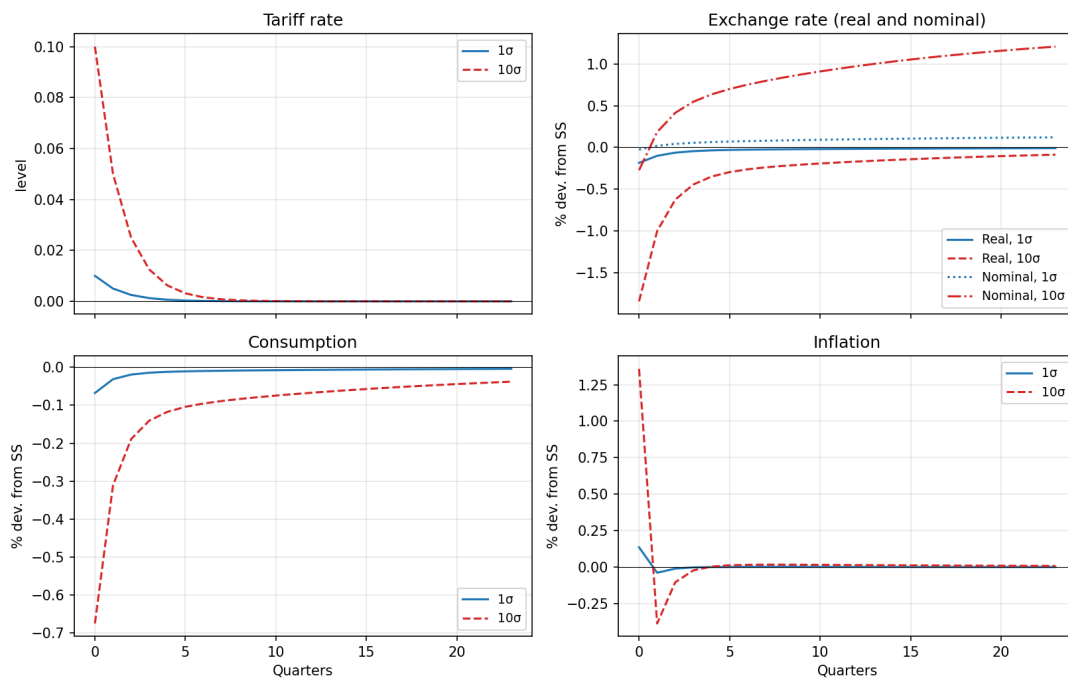 Tariff rate
level
0.10
0.08
0.06
0.04
0.02
0.00
1σ
10σ
Exchange rate (real and nominal)
% dev. from SS
1.0
0.5
0.0
−0.5
−1.0
−1.5
Real, 1σ
Real, 10σ
Nominal, 1σ
Nominal, 10σ
Consumption
% dev. from SS
0.0
−0.1
−0.2
−0.3
−0.4
−0.5
−0.6
−0.7
1σ
10σ
0 5 10 15 20
Quarters
Inflation
% dev. from SS
1.25
1.00
0.75
0.50
0.25
0.00
−0.25
1σ
10σ
0 5 10 15 20
Quarters